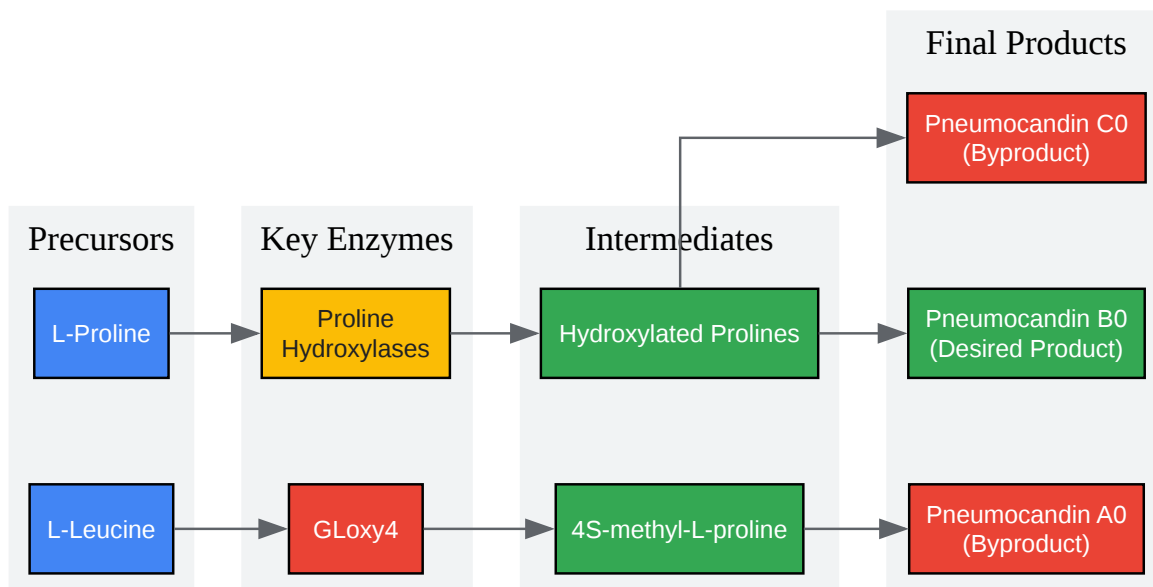 Final Products
Pneumocandin C0
(Byproduct)
Precursors
Key Enzymes
Intermediates
L-Proline
Proline
Hydroxylases
Hydroxylated Prolines
Pneumocandin B0
(Desired Product)
L-Leucine
GLoxy4
4S-methyl-L-proline
Pneumocandin A0
(Byproduct)